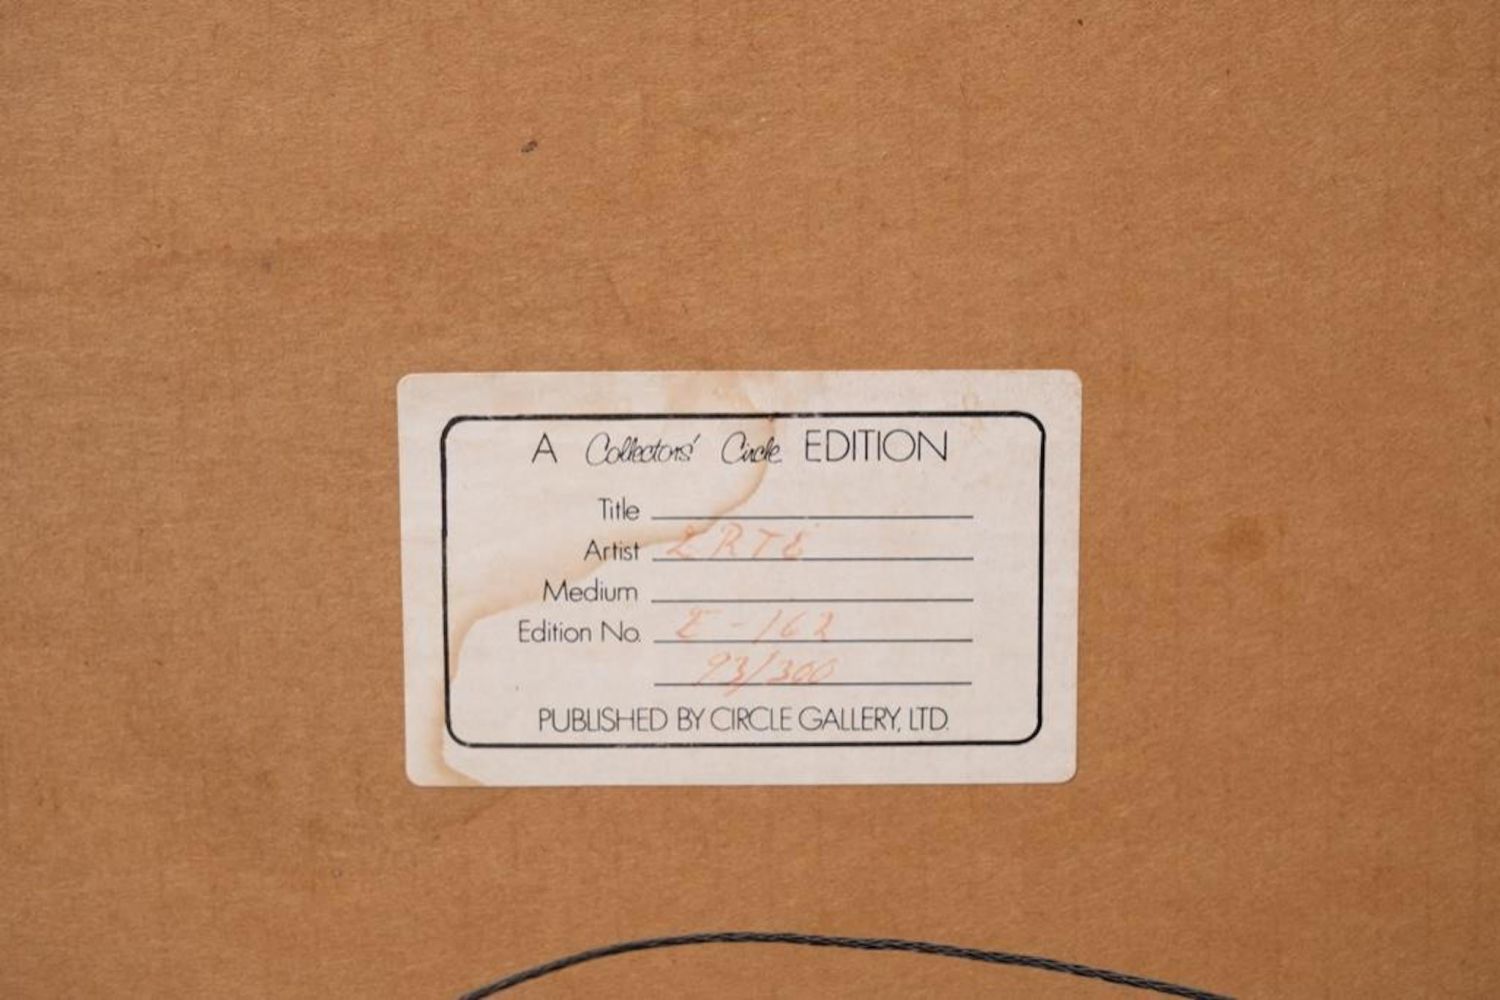 A Collectors' Circle EDITION
Title
Artist ERTE
Medium
Edition No. E-162
93/300
PUBLISHED BY CIRCLE GALLERY, LTD.